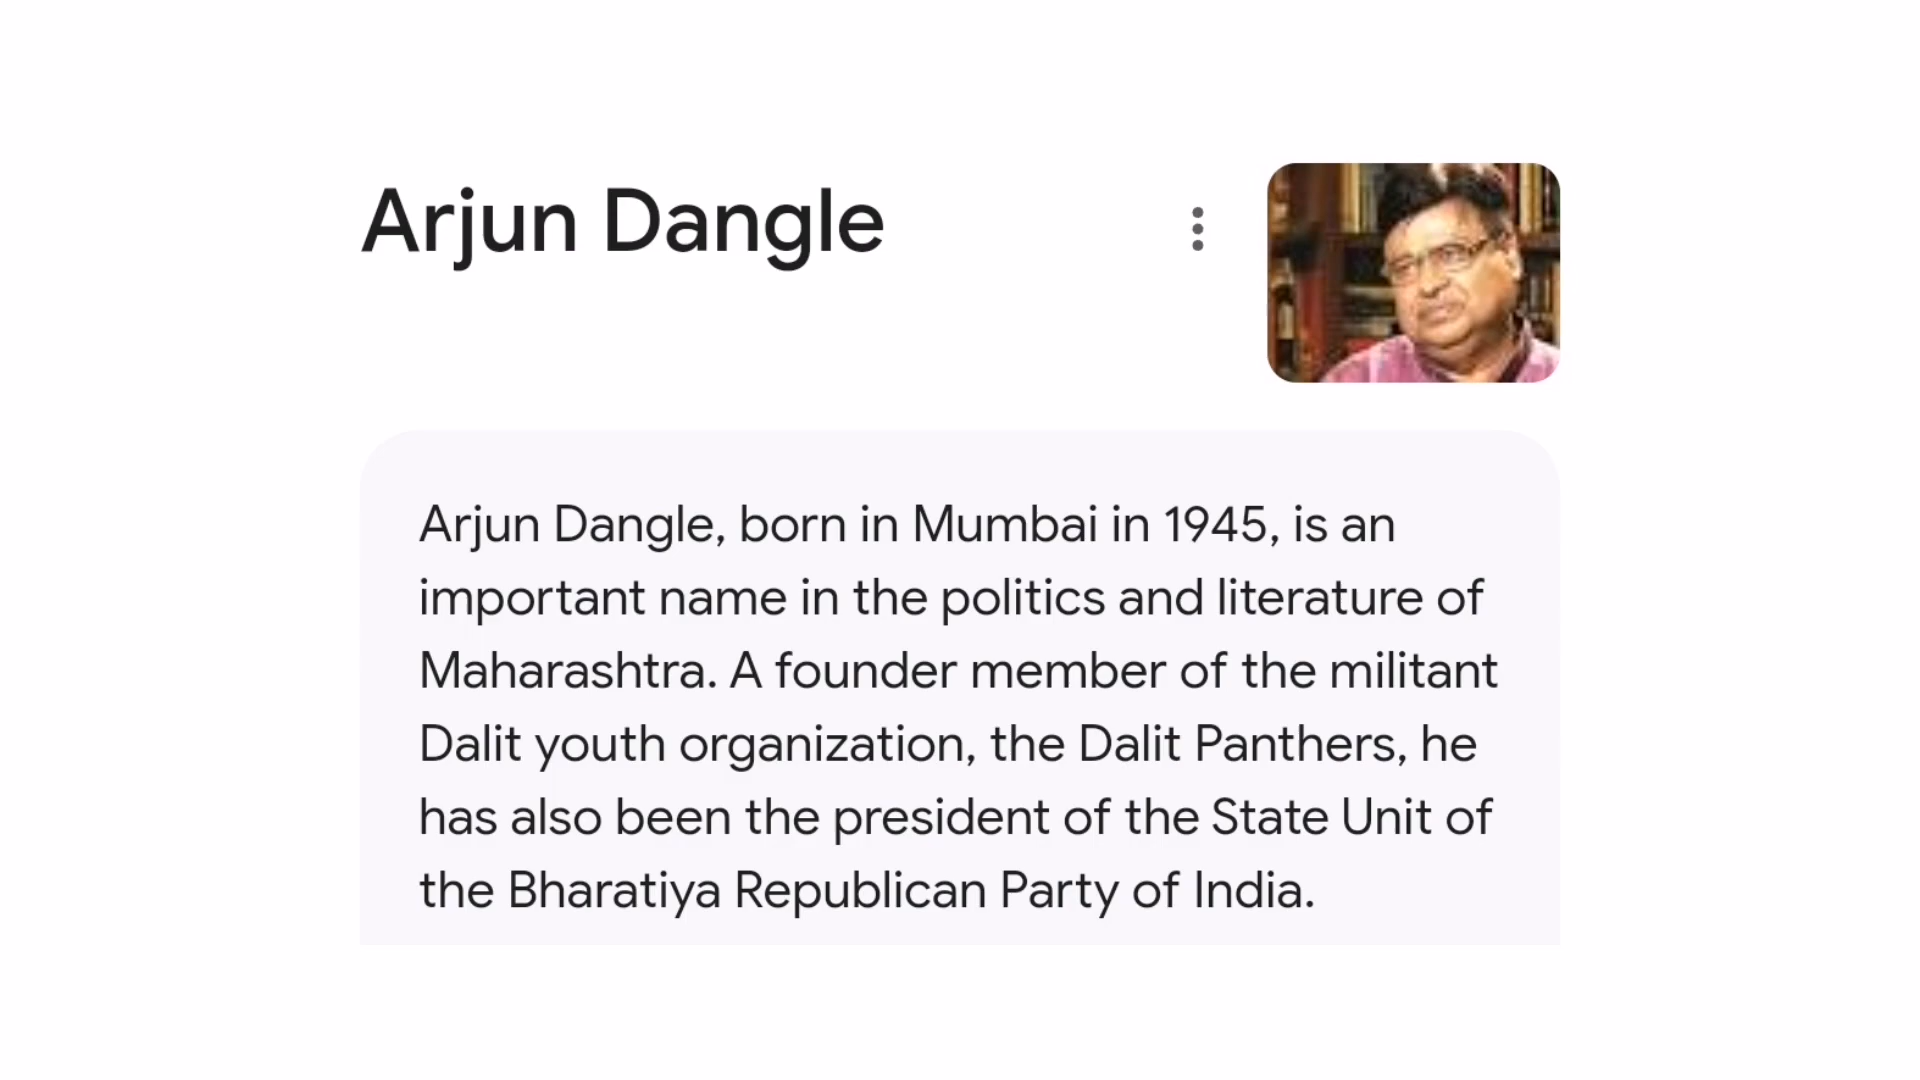 Arjun Dangle
Arjun Dangle, born in Mumbai in 1945, is an
important name in the politics and literature of
Maharashtra. A founder member of the militant
Dalit youth organization, the Dalit Panthers, he
has also been the president of the State Unit of
the Bharatiya Republican Party of India.